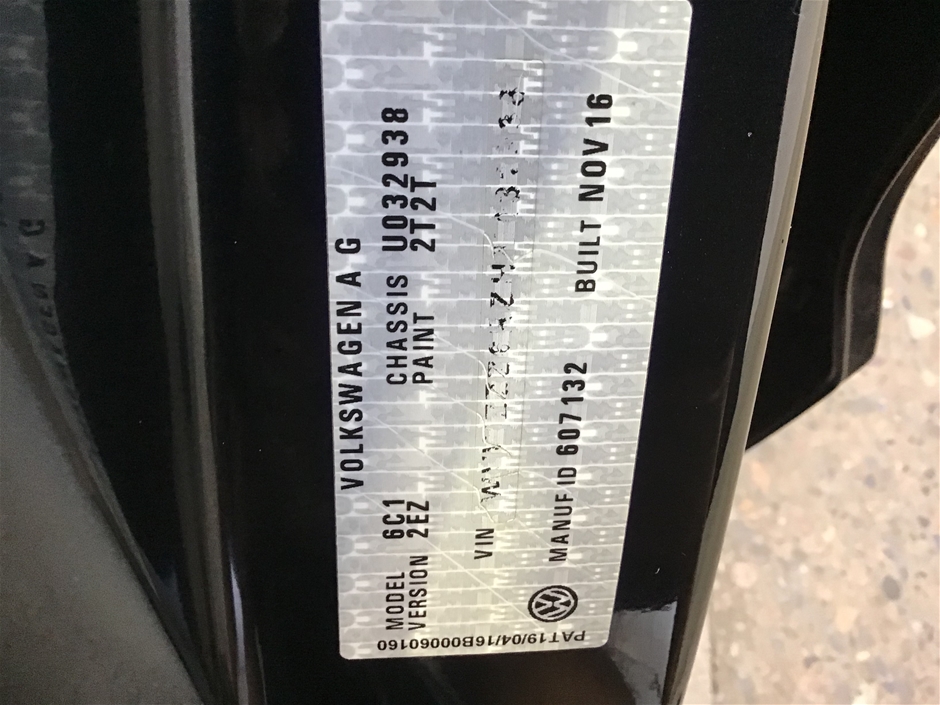 VOLKSWAGEN AG
MODEL 6C1 CHASSIS U032938
VERSION 2EZ PAINT 2T2T
VIN
MANUF ID 607132 BUILT NOV 16
PAT19/04/16B00060160